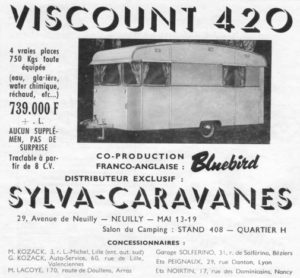 VISCOUNT 420
4 vraies places
750 Kgs toute
équipée
(eau, glacière,
water chimique,
réchaud, etc...)
739.000 F
+ . L.
AUCUN SUPPLÉ-
MEN, PAS DE
SURPRISE
Tractable à par-
tir de 8 C.V.
CO-PRODUCTION
FRANCO-ANGLAISE :
Bluebird
DISTRIBUTEUR EXCLUSIF :
SYLVA-CARAVANES
29, Avenue de Neuilly — NEUILLY — MAI 13-19
Salon du Camping : STAND 408 — QUARTIER H
CONCESSIONNAIRES :
M. KOZACK, 3, r. L.-Michel, Lille (ent. aut. sud)
G. KOZACK, Auto-Service, 60, rue de Lille,
Valenciennes
M. LACOYE, 170, route de Doullens, Arras
Garage SOLFERINO, 31, r. de Solférino, Béziers
Ets PEIGNAUX, 29, rue Danton, Lyon
Ets NOIRTIN, 17, rue des Dominicains, Nancy